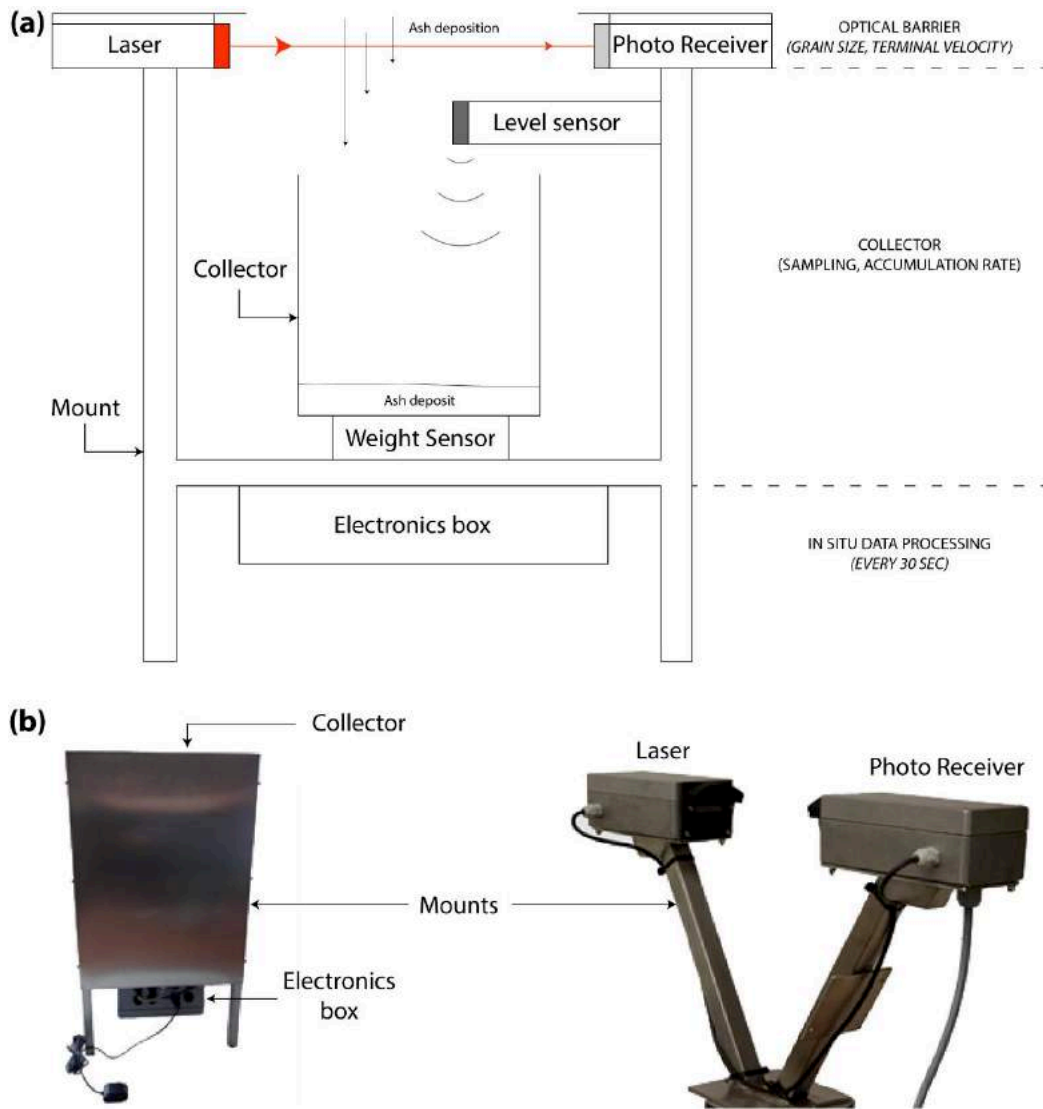 (a)
Laser
Ash deposition
Photo Receiver
OPTICAL BARRIER
(GRAIN SIZE, TERMINAL VELOCITY)
Level sensor
Collector
COLLECTOR
(SAMPLING, ACCUMULATION RATE)
Ash deposit
Mount
Weight Sensor
Electronics box
IN SITU DATA PROCESSING
(EVERY 30 SEC)
(b)
Collector
Laser
Photo Receiver
Mounts
Electronics
box